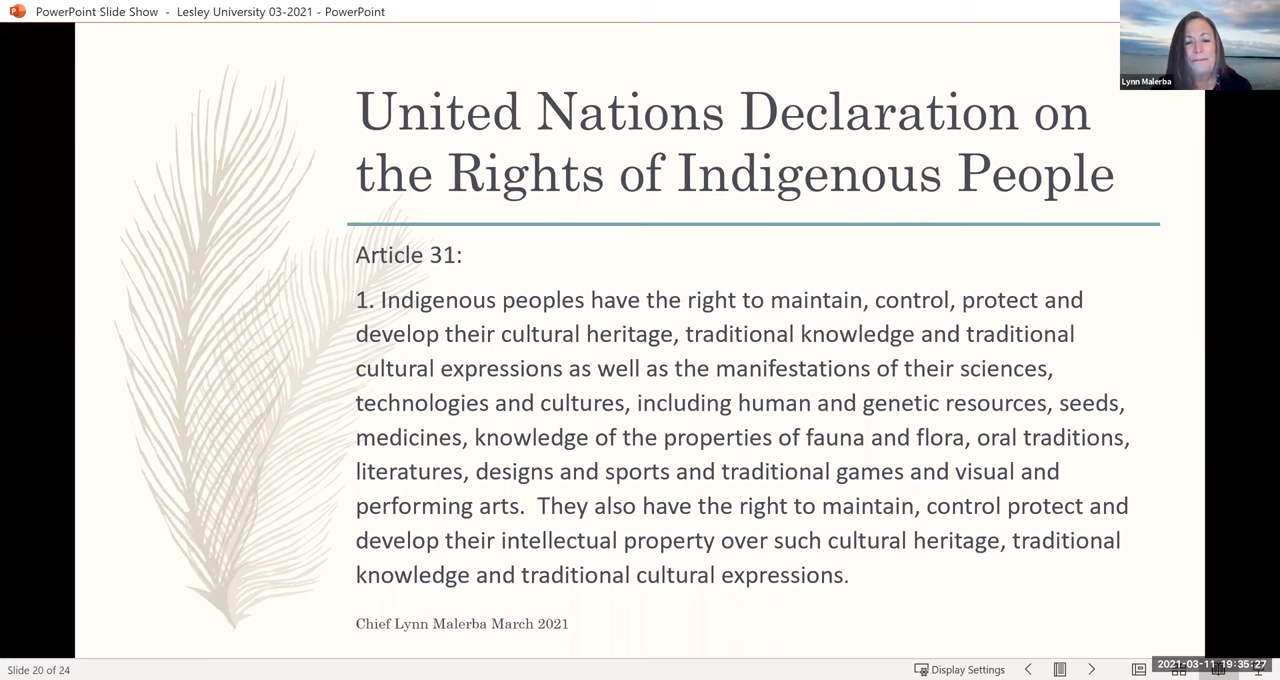 PowerPoint Slide Show - Lesley University 03-2021 - PowerPoint
Lynn Malerba
United Nations Declaration on
the Rights of Indigenous People
Article 31:
1. Indigenous peoples have the right to maintain, control, protect and
develop their cultural heritage, traditional knowledge and traditional
cultural expressions as well as the manifestations of their sciences,
technologies and cultures, including human and genetic resources, seeds,
medicines, knowledge of the properties of fauna and flora, oral traditions,
literatures, designs and sports and traditional games and visual and
performing arts.  They also have the right to maintain, control protect and
develop their intellectual property over such cultural heritage, traditional
knowledge and traditional cultural expressions.
Chief Lynn Malerba March 2021
Slide 20 of 24
Display Settings
2021-03-11 19:35:27